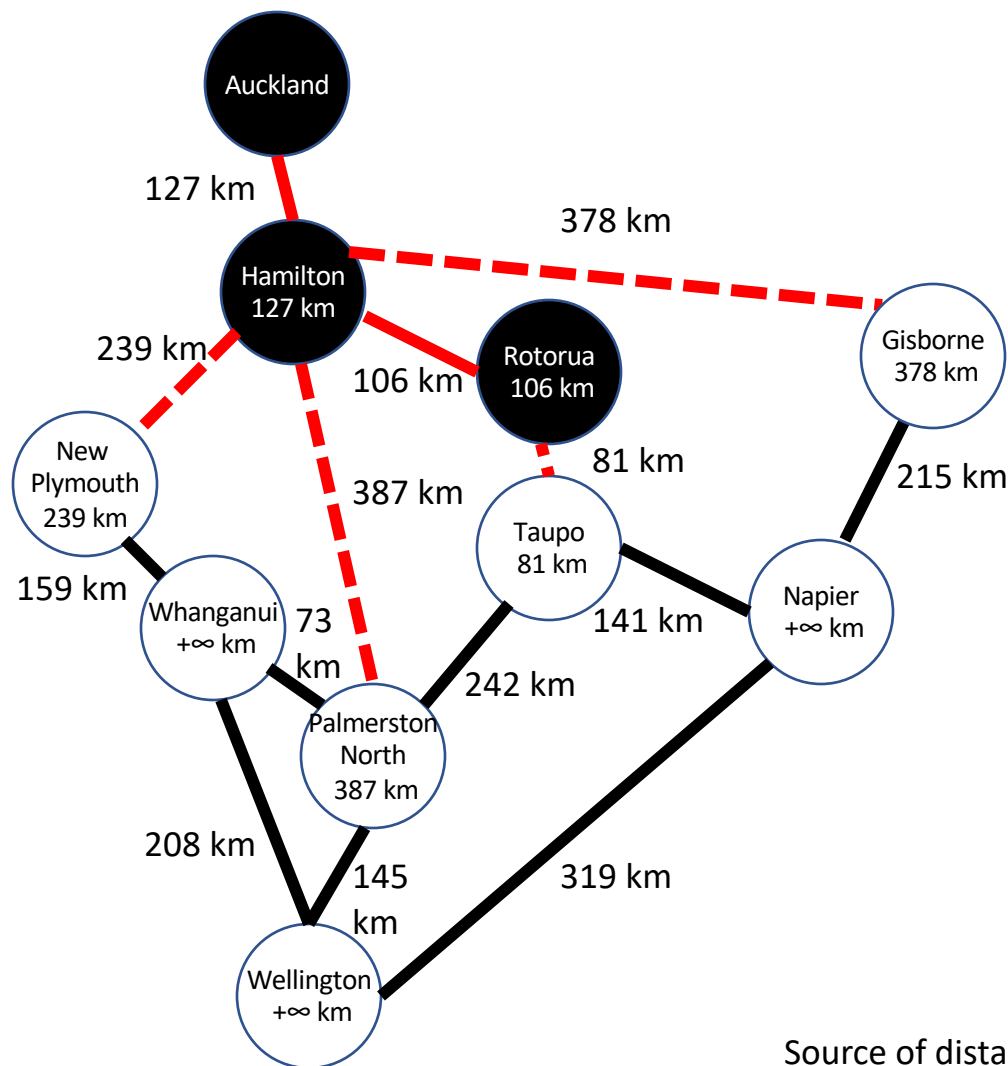 Auckland
127 km
378 km
Hamilton
127 km
239 km
Gisborne
378 km
Rotorua
106 km
106 km
New
Plymouth
239 km
387 km
81 km
215 km
Taupo
81 km
159 km
Whanganui
+∞ km
73
km
141 km
Napier
+∞ km
242 km
Palmerston
North
387 km
208 km
145
km
319 km
Wellington
+∞ km
Source of dista